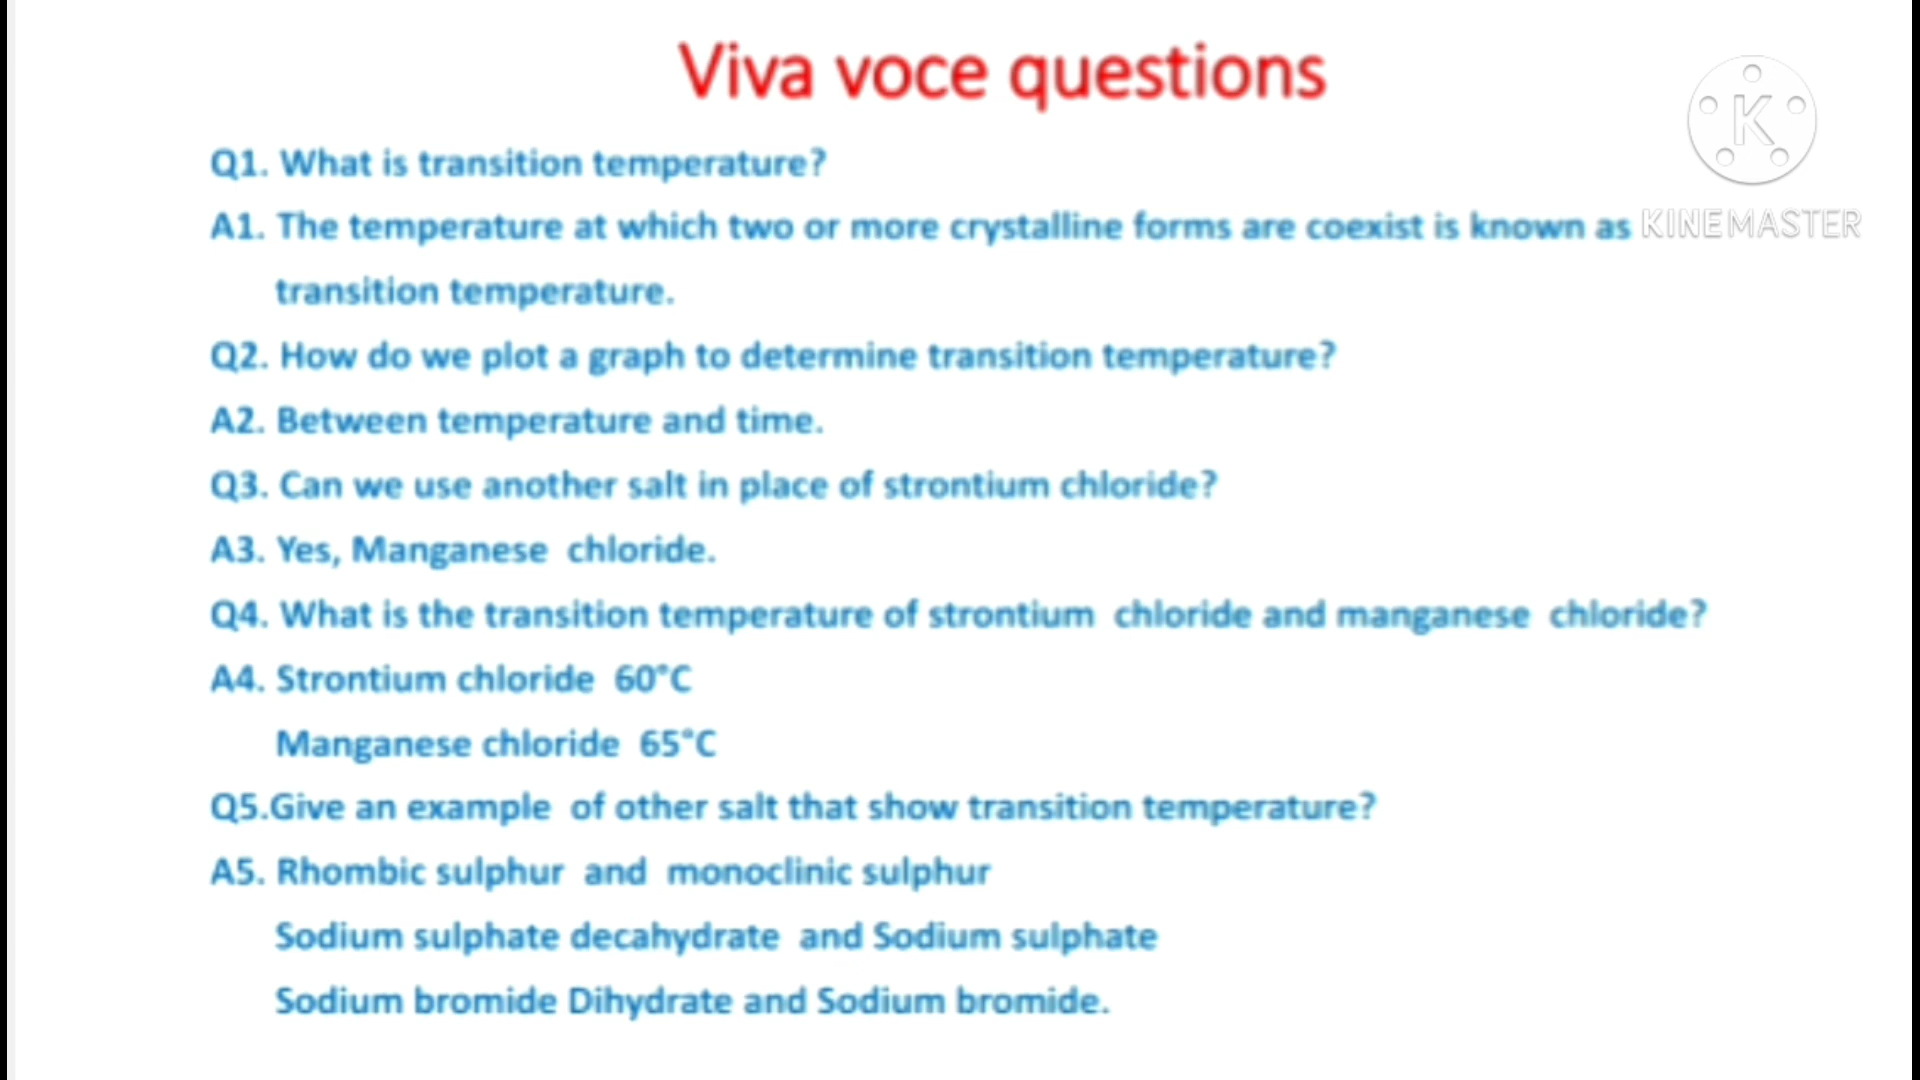 Viva voce questions
K
KINEMASTER
Q1. What is transition temperature?
A1. The temperature at which two or more crystalline forms are coexist is known as
transition temperature.
Q2. How do we plot a graph to determine transition temperature?
A2. Between temperature and time.
Q3. Can we use another salt in place of strontium chloride?
A3. Yes, Manganese chloride.
Q4. What is the transition temperature of strontium chloride and manganese chloride?
A4. Strontium chloride 60°C
Manganese chloride 65°C
Q5.Give an example of other salt that show transition temperature?
A5. Rhombic sulphur and monoclinic sulphur
Sodium sulphate decahydrate and Sodium sulphate
Sodium bromide Dihydrate and Sodium bromide.